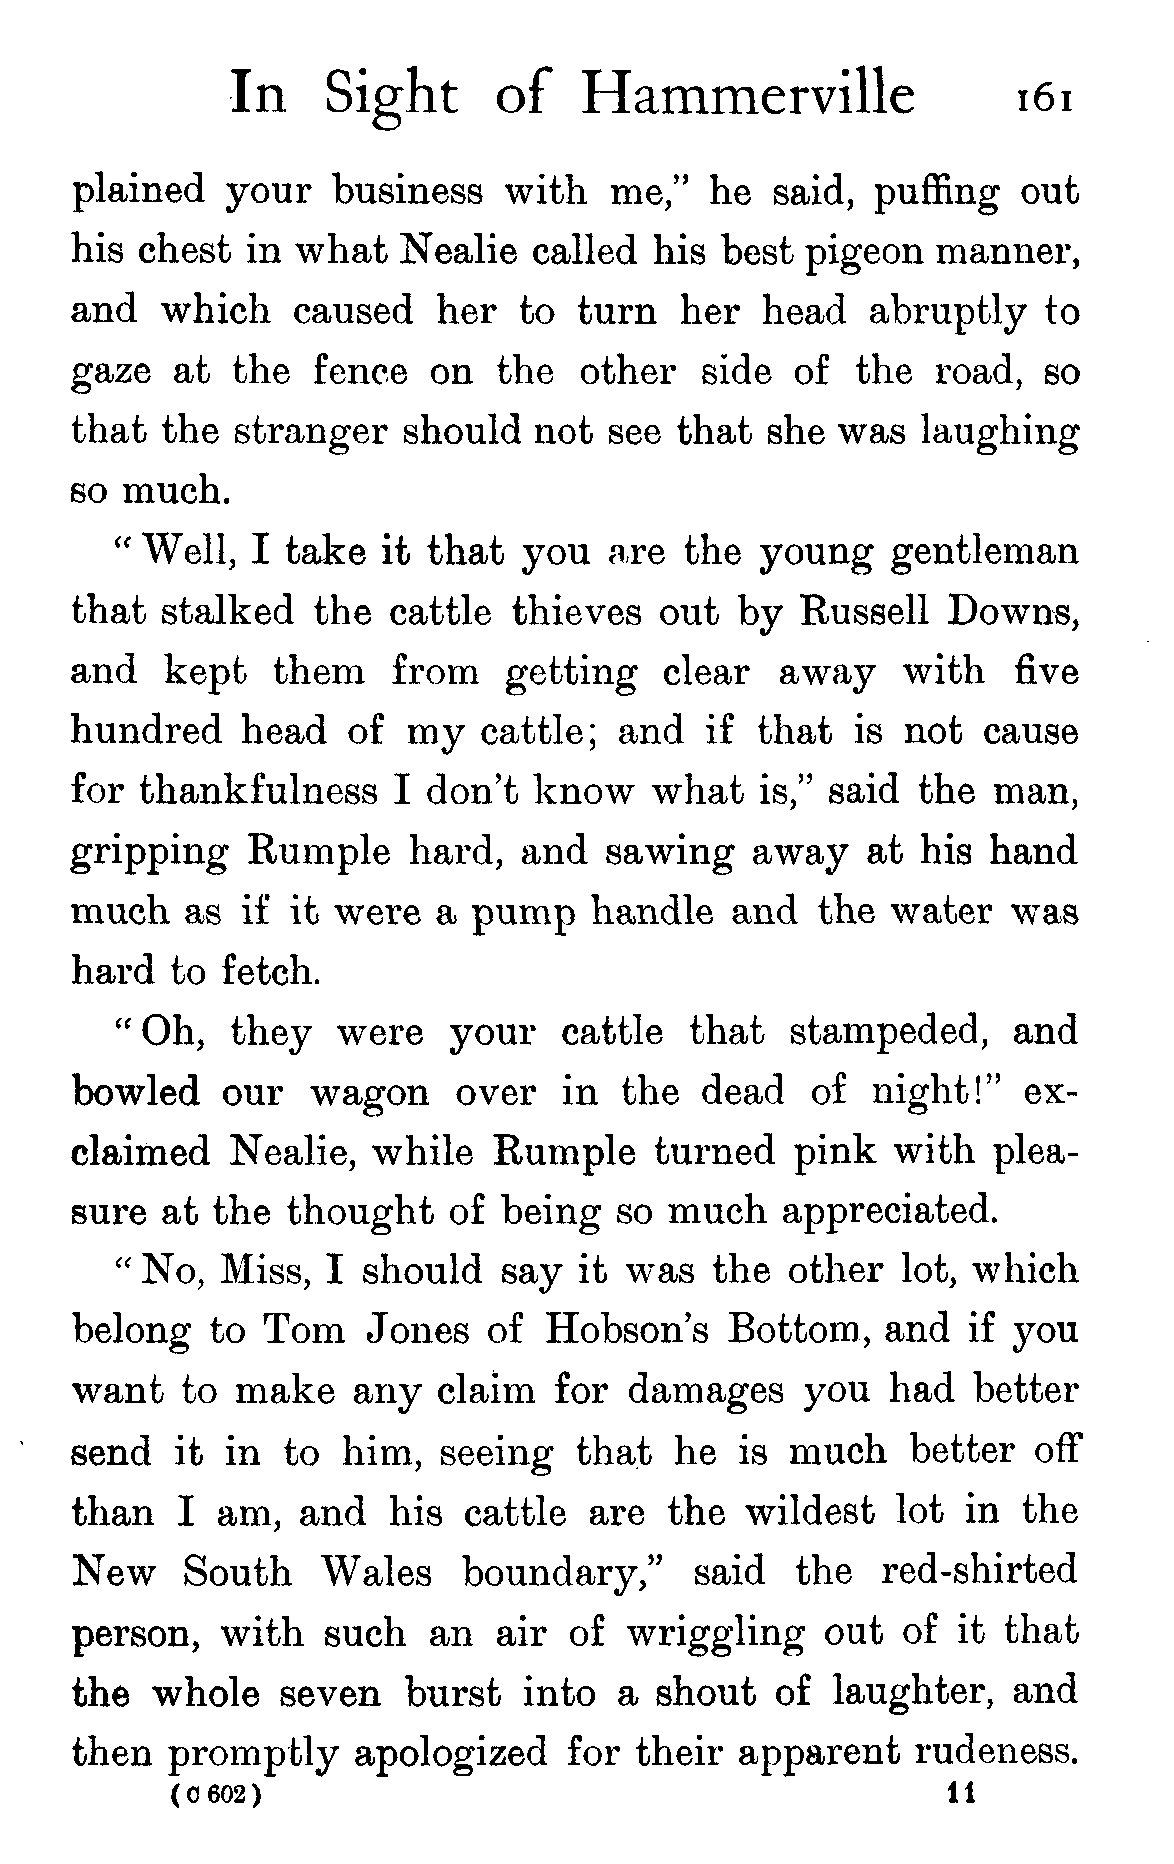 In Sight of Hammerville 161
plained your business with me,” he said, puffing out
his chest in what Nealie called his best pigeon manner,
and which caused her to turn her head abruptly to
gaze at the fence on the other side of the road, so
that the stranger should not see that she was laughing
so much.
“Well, I take it that you are the young gentleman
that stalked the cattle thieves out by Russell Downs,
and kept them from getting clear away with five
hundred head of my cattle; and if that is not cause
for thankfulness I don’t know what is,” said the man,
gripping Rumple hard, and sawing away at his hand
much as if it were a pump handle and the water was
hard to fetch.
“Oh, they were your cattle that stampeded, and
bowled our wagon over in the dead of night!” ex-
claimed Nealie, while Rumple turned pink with plea-
sure at the thought of being so much appreciated.
“No, Miss, I should say it was the other lot, which
belong to Tom Jones of Hobson’s Bottom, and if you
want to make any claim for damages you had better
send it in to him, seeing that he is much better off
than I am, and his cattle are the wildest lot in the
New South Wales boundary,” said the red-shirted
person, with such an air of wriggling out of it that
the whole seven burst into a shout of laughter, and
then promptly apologized for their apparent rudeness.
(C 602) 11